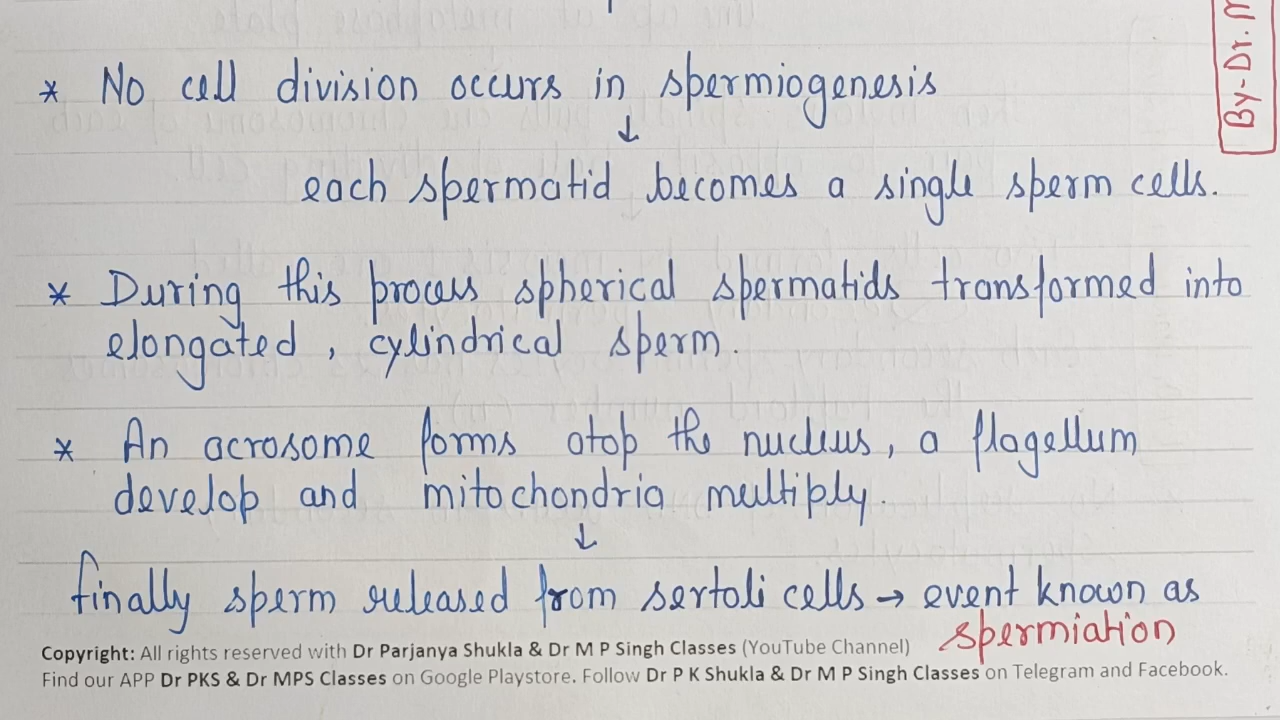 * No cell division occurs in spermiogenesis
↓
each spermatid becomes a single sperm cells.
* During this process spherical spermatids transformed into
elongated, cylindrical sperm.
* An acrosome forms atop the nucleus, a flagellum
develop and mitochondria multiply.
↓
finally sperm released from sertoli cells → event known as
spermiation
Copyright: All rights reserved with Dr Parjanya Shukla & Dr M P Singh Classes (YouTube Channel)
Find our APP Dr PKS & Dr MPS Classes on Google Playstore. Follow Dr P K Shukla & Dr M P Singh Classes on Telegram and Facebook.
By-Dr. M